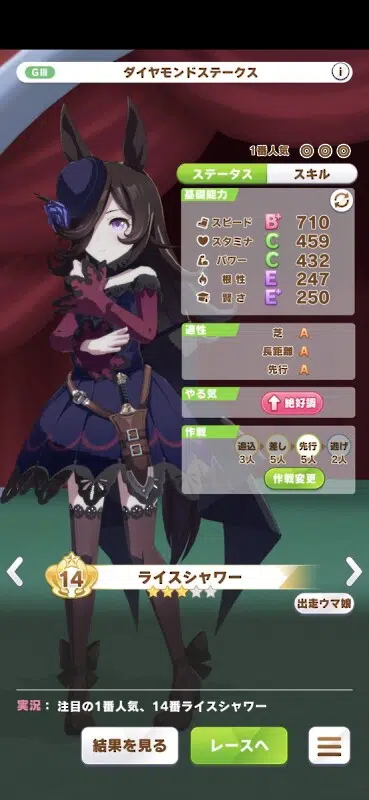 GIII ダイヤモンドステークス i
1番人気 ◎ ◎ ◎
ステータス スキル
基礎能力
スピード B+ 710
スタミナ C 459
パワー C 432
根性 E 247
賢さ E+ 250
適性
芝 A
長距離 A
先行 A
やる気
絶好調
作戦
追込 差し 先行 逃げ
3人 5人 5人 2人
作戦変更
14 ライスシャワー
出走ウマ娘
実況： 注目の1番人気、14番ライスシャワー
結果を見る レースへ